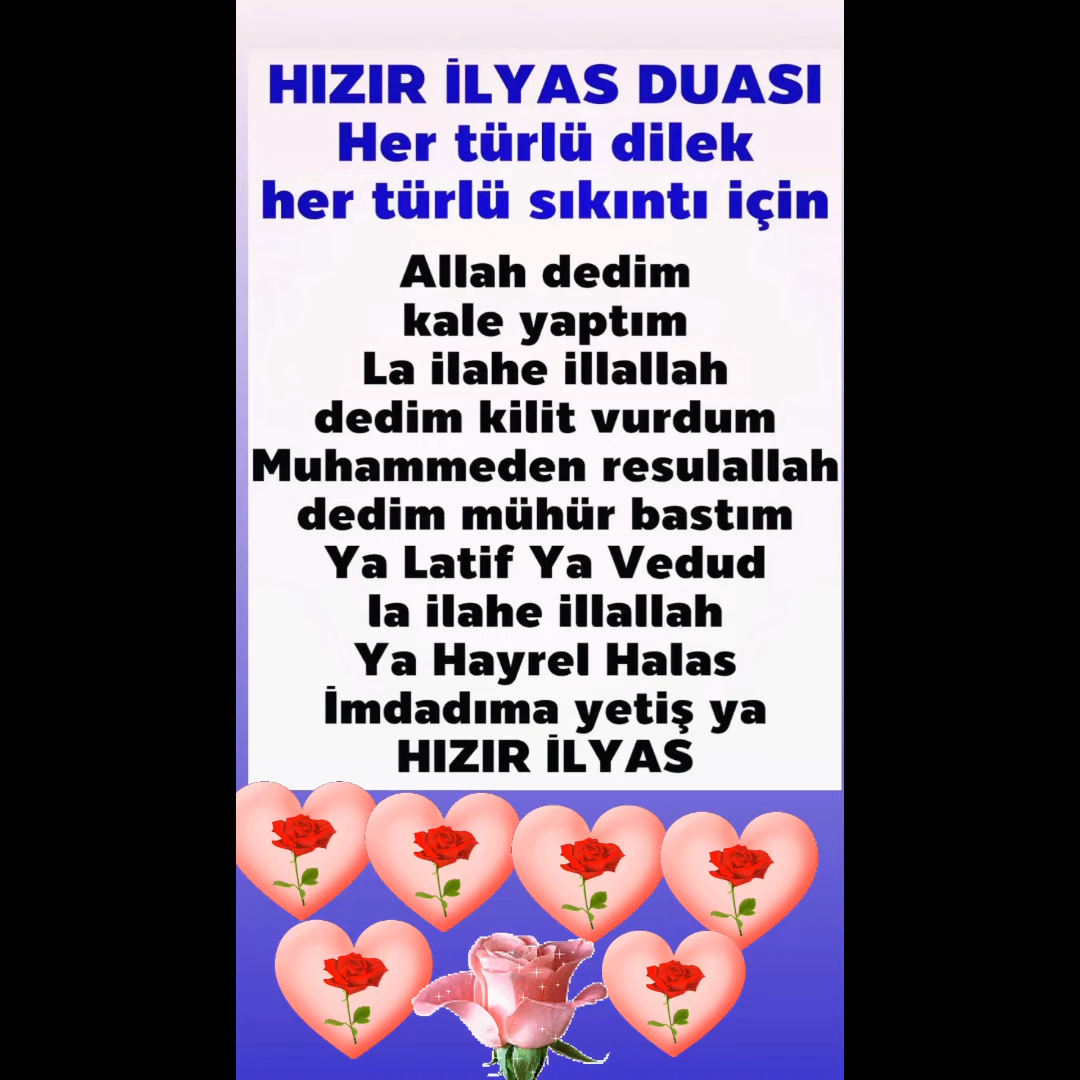 HIZIR İLYAS DUASI
Her türlü dilek
her türlü sıkıntı için
Allah dedim
kale yaptım
La ilahe illallah
dedim kilit vurdum
Muhammeden resulallah
dedim mühür bastım
Ya Latif Ya Vedud
la ilahe illallah
Ya Hayrel Halas
İmdadıma yetiş ya
HIZIR İLYAS